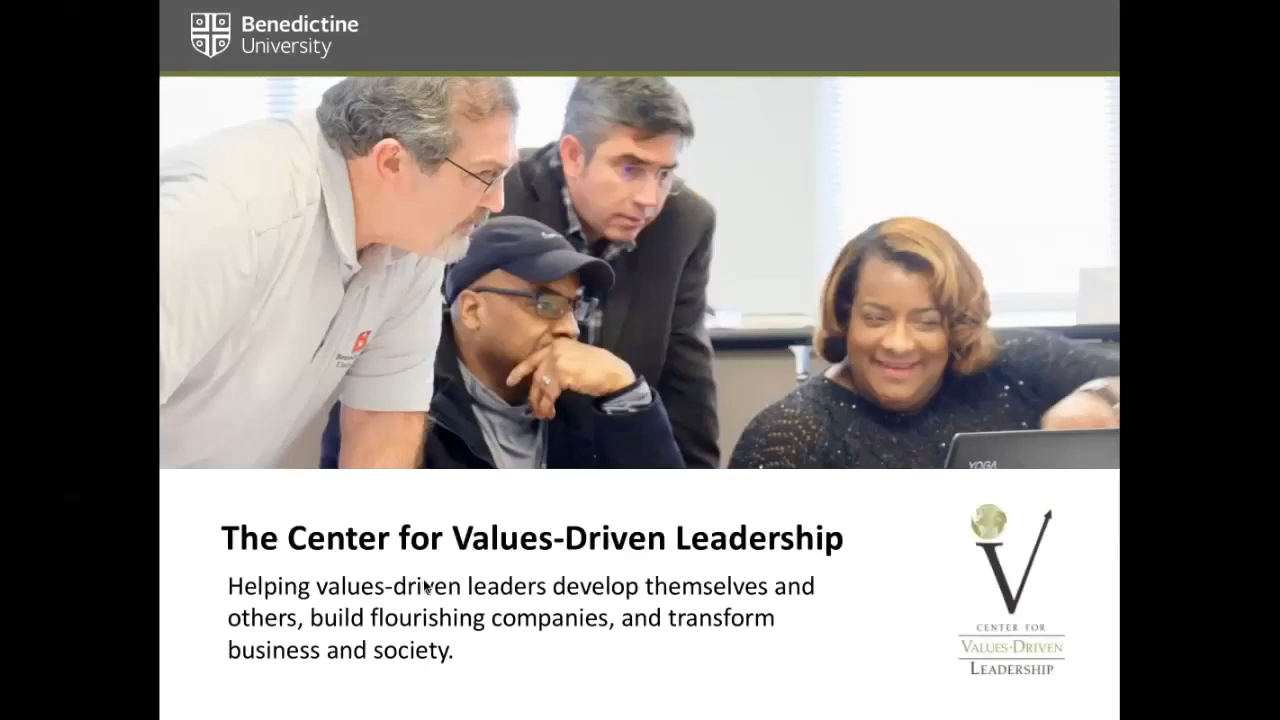 Benedictine
University
YOGA
The Center for Values-Driven Leadership
Helping values-driven leaders develop themselves and
others, build flourishing companies, and transform
business and society.
CENTER FOR
VALUES·DRIVEN
LEADERSHIP